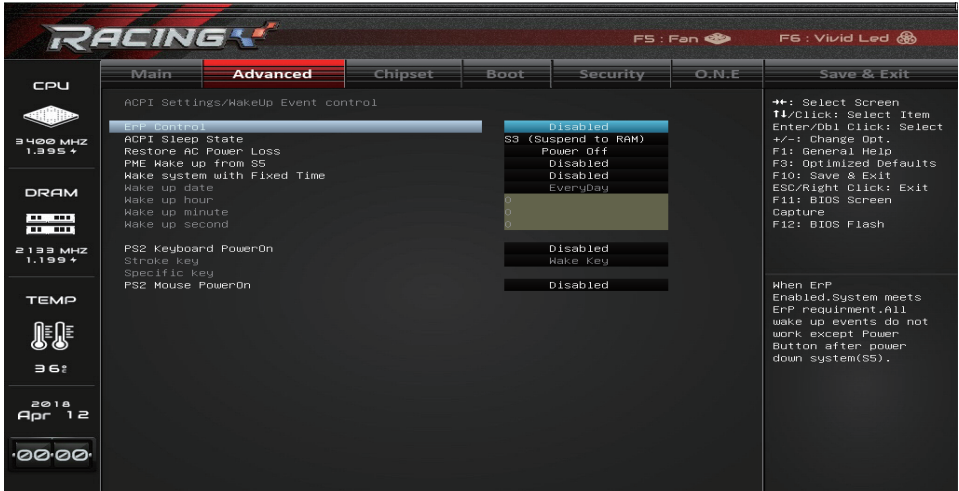 RACING
F5 : Fan
F6 : Vivid Led
Main Advanced Chipset Boot Security O.N.E Save & Exit
CPU
3400 MHZ
1.395 +
DRAM
2133 MHZ
1.199 +
TEMP
36
2018
Apr 12
00:00
ACPI Settings/WakeUp Event control
ErP Control Disabled
ACPI Sleep State S3 (Suspend to RAM)
Restore AC Power Loss Power Off
PME Wake up from S5 Disabled
Wake system with Fixed Time Disabled
Wake up date EveryDay
Wake up hour 0
Wake up minute 0
Wake up second 0
PS2 Keyboard PowerOn Disabled
Stroke key Wake Key
Specific key
PS2 Mouse PowerOn Disabled
→←: Select Screen
↑↓/Click: Select Item
Enter/Dbl Click: Select
+/-: Change Opt.
F1: General Help
F3: Optimized Defaults
F10: Save & Exit
ESC/Right Click: Exit
F11: BIOS Screen
Capture
F12: BIOS Flash
When ErP
Enabled.System meets
ErP requirment.All
wake up events do not
work except Power
Button after power
down system(S5).